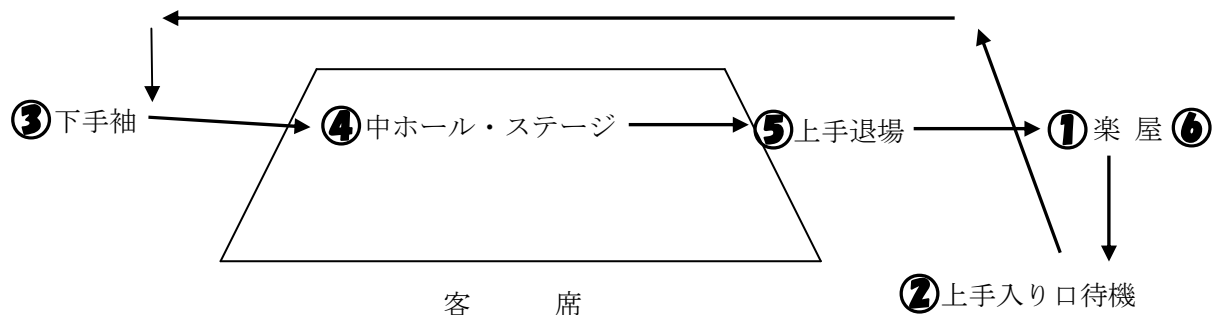 ③下手袖
④中ホール・ステージ
⑤上手退場
①楽 屋⑥
②上手入り口待機
客 席